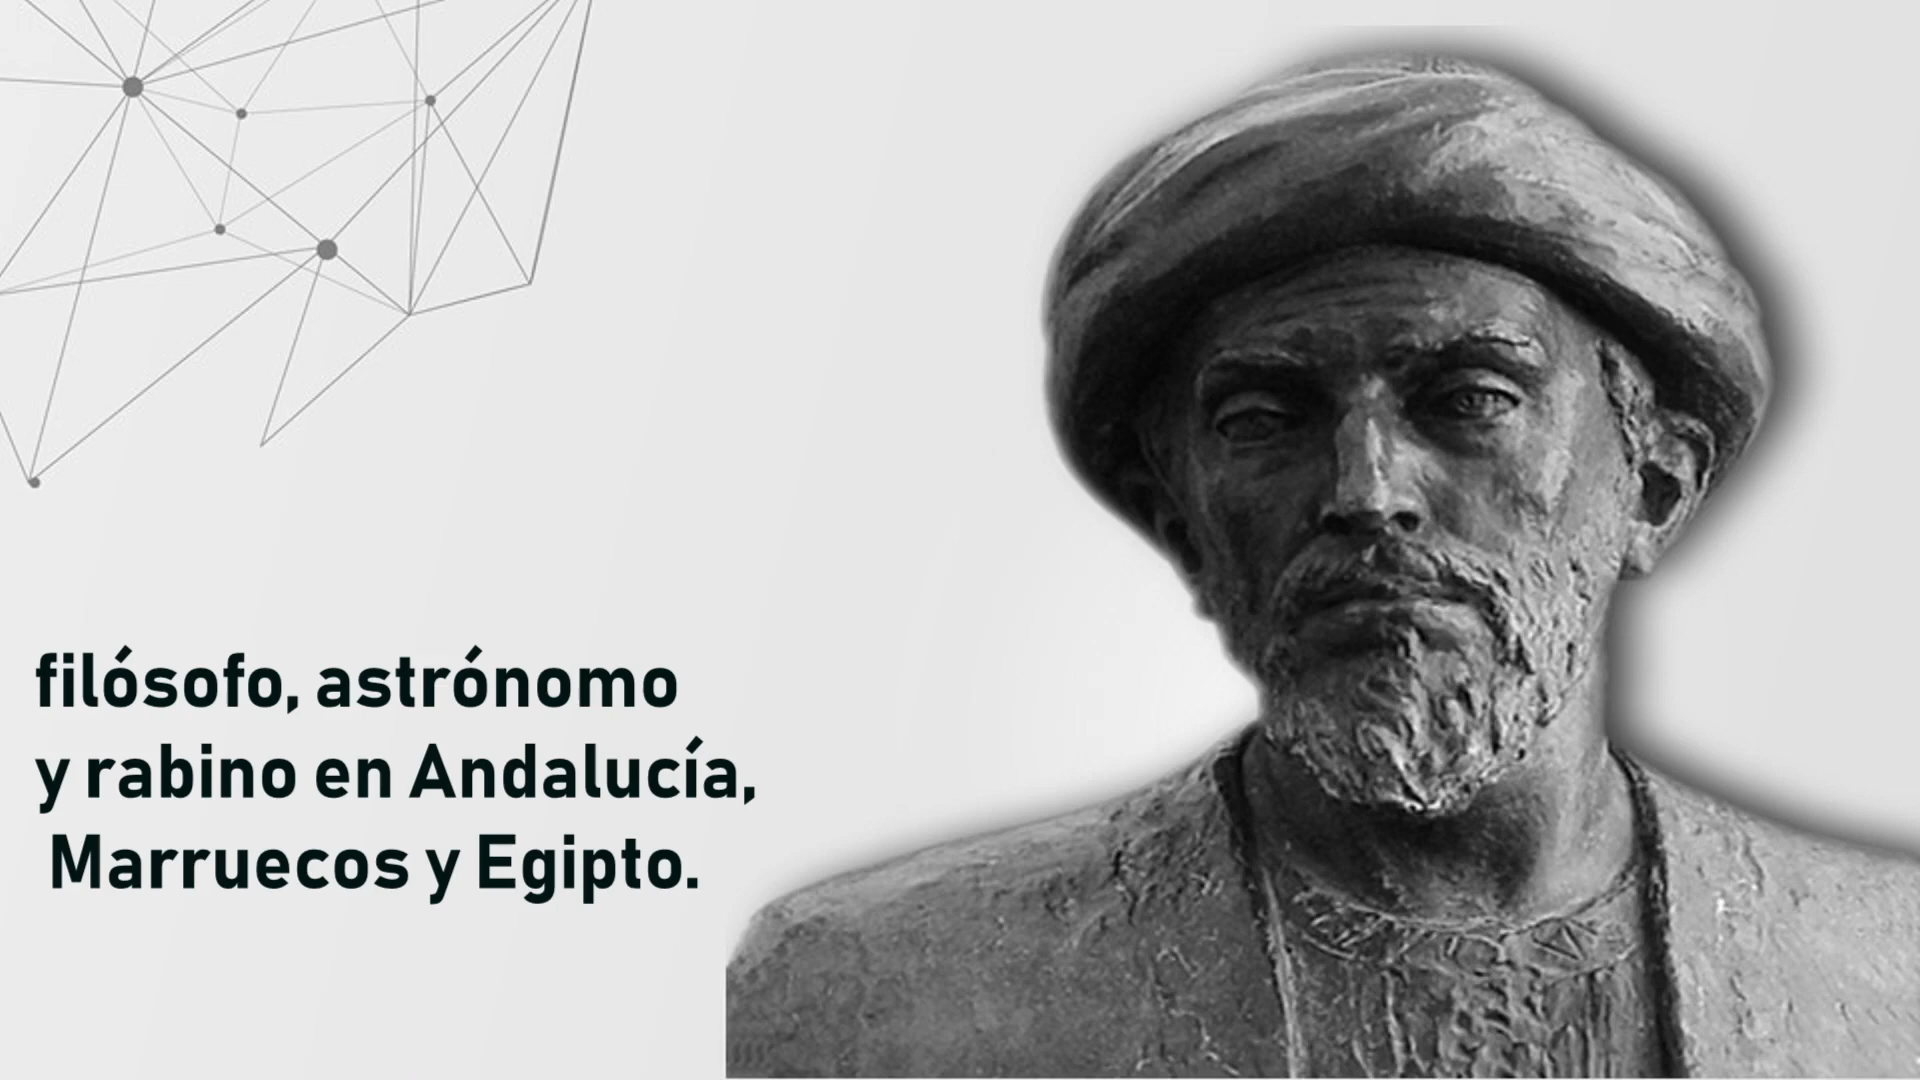 filósofo, astrónomo
y rabino en Andalucía,
Marruecos y Egipto.